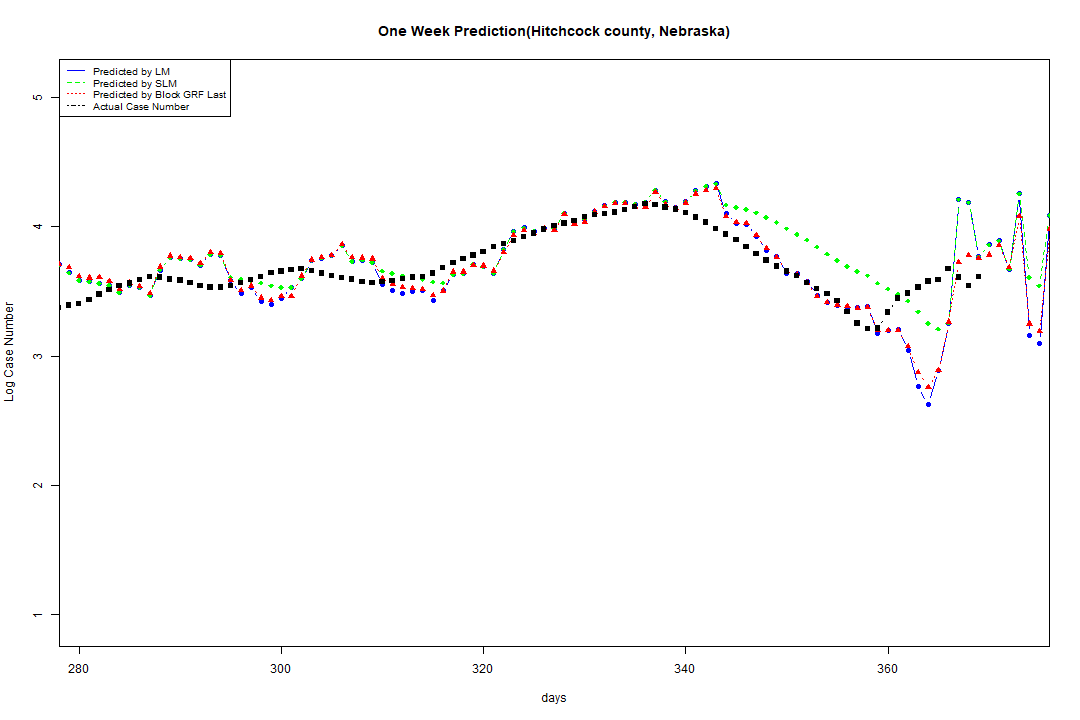 One Week Prediction(Hitchcock county, Nebraska)
Predicted by LM
Predicted by SLM
Predicted by Block GRF Last
Actual Case Number
5
4
3
2
1
Log Case Number
280 300 320 340 360
days